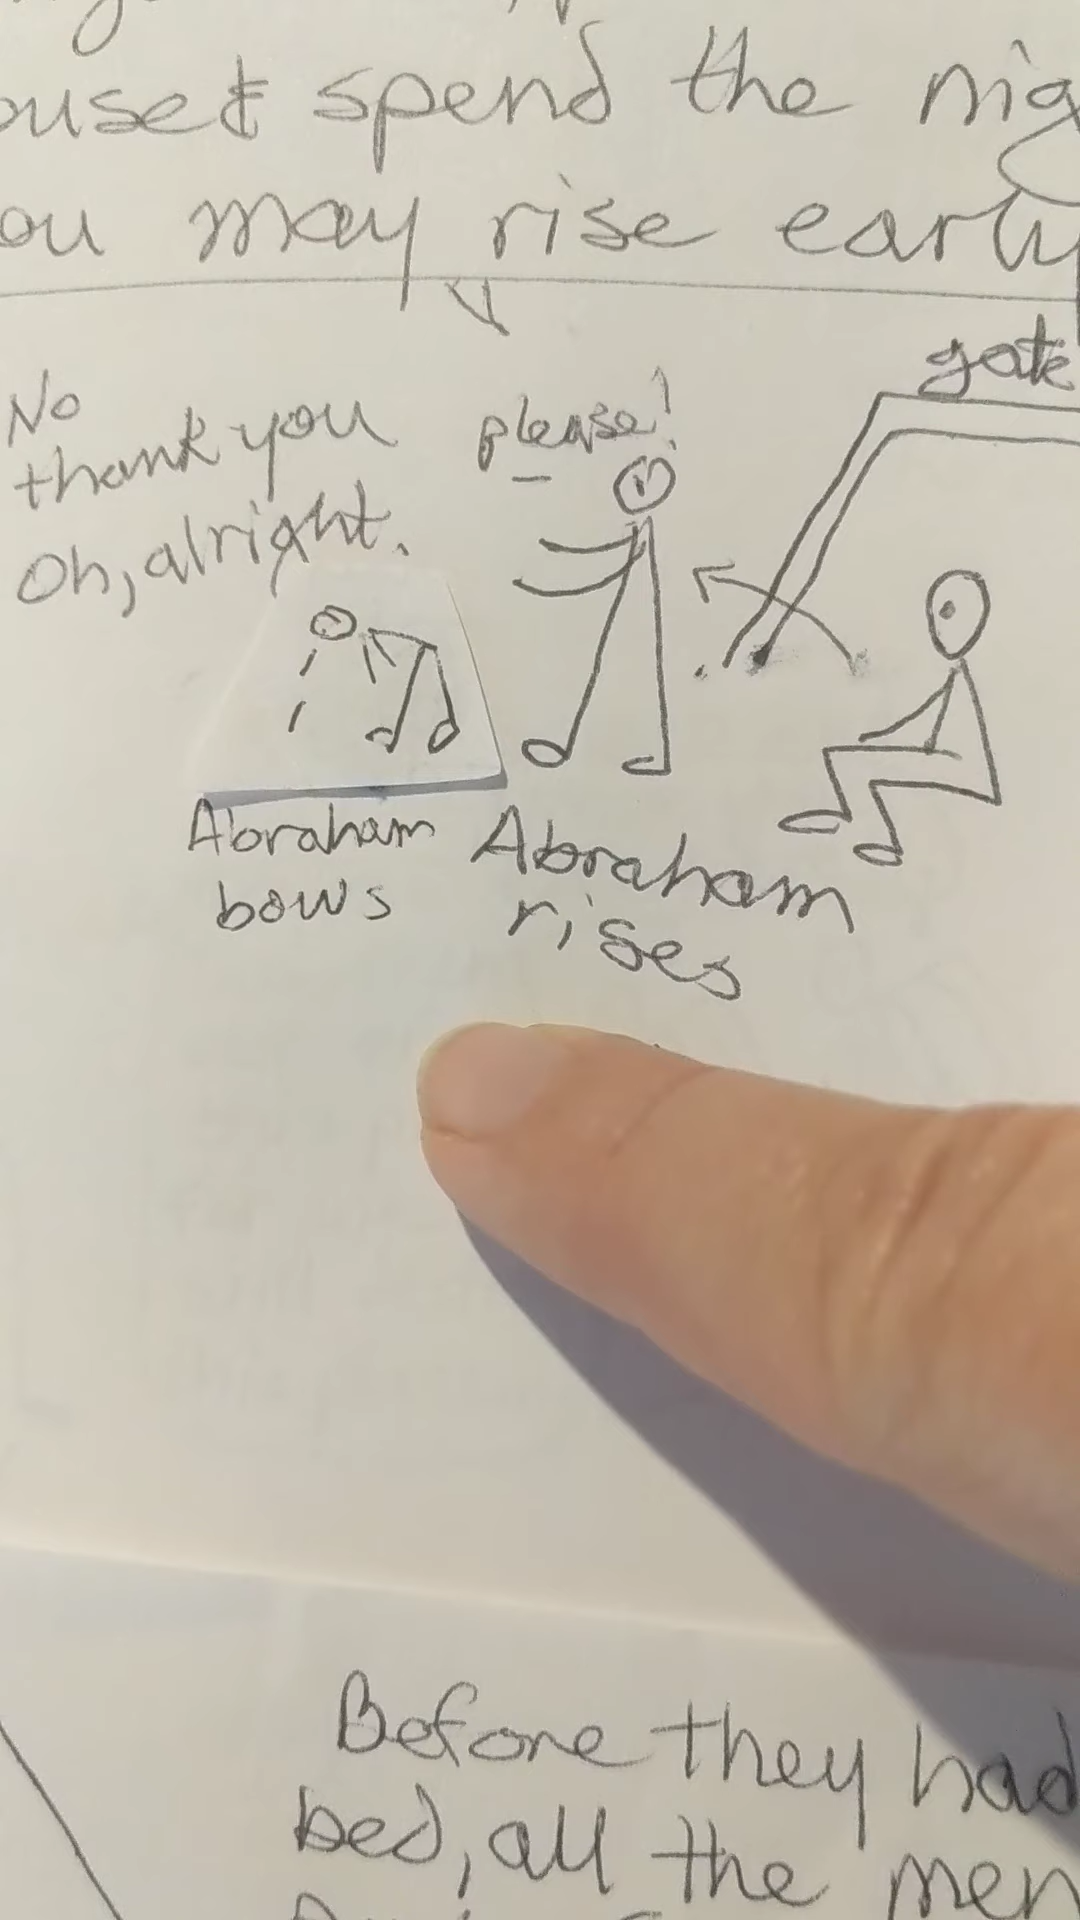 spend the
may rise early
gate
No
thank you
please!
Oh, alright.
Abraham
bows
Abraham
rises
Before they had
bed, all the men